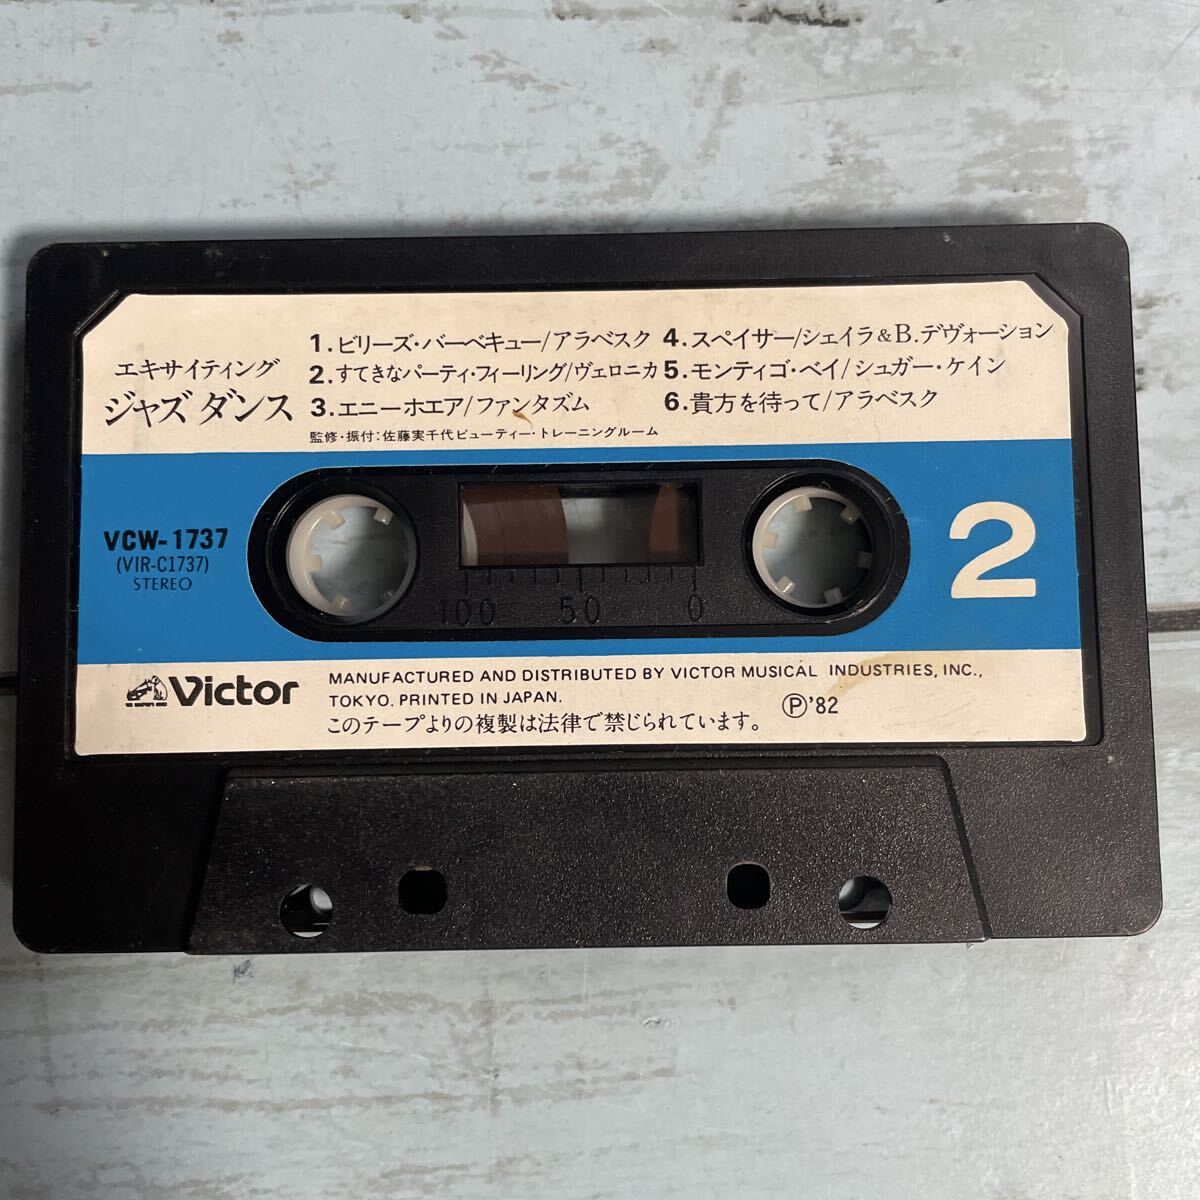 エキサイティング
ジャズ ダンス
1. ビリーズ・バーベキュー/アラベスク
2. すてきなパーティ・フィーリング/ヴェロニカ
3. エニーホエア/ファンタズム
4. スペイサー/シェイラ&B.デヴォーション
5. モンティゴ・ベイ/シュガー・ケイン
6. 貴方を待って/アラベスク
監修・振付:佐藤実千代ビューティー・トレーニングルーム
VCW-1737
(VIR-C1737)
STEREO
100 50 0
2
Victor
MANUFACTURED AND DISTRIBUTED BY VICTOR MUSICAL INDUSTRIES, INC.,
TOKYO. PRINTED IN JAPAN.
このテープよりの複製は法律で禁じられています。
Ⓟ'82